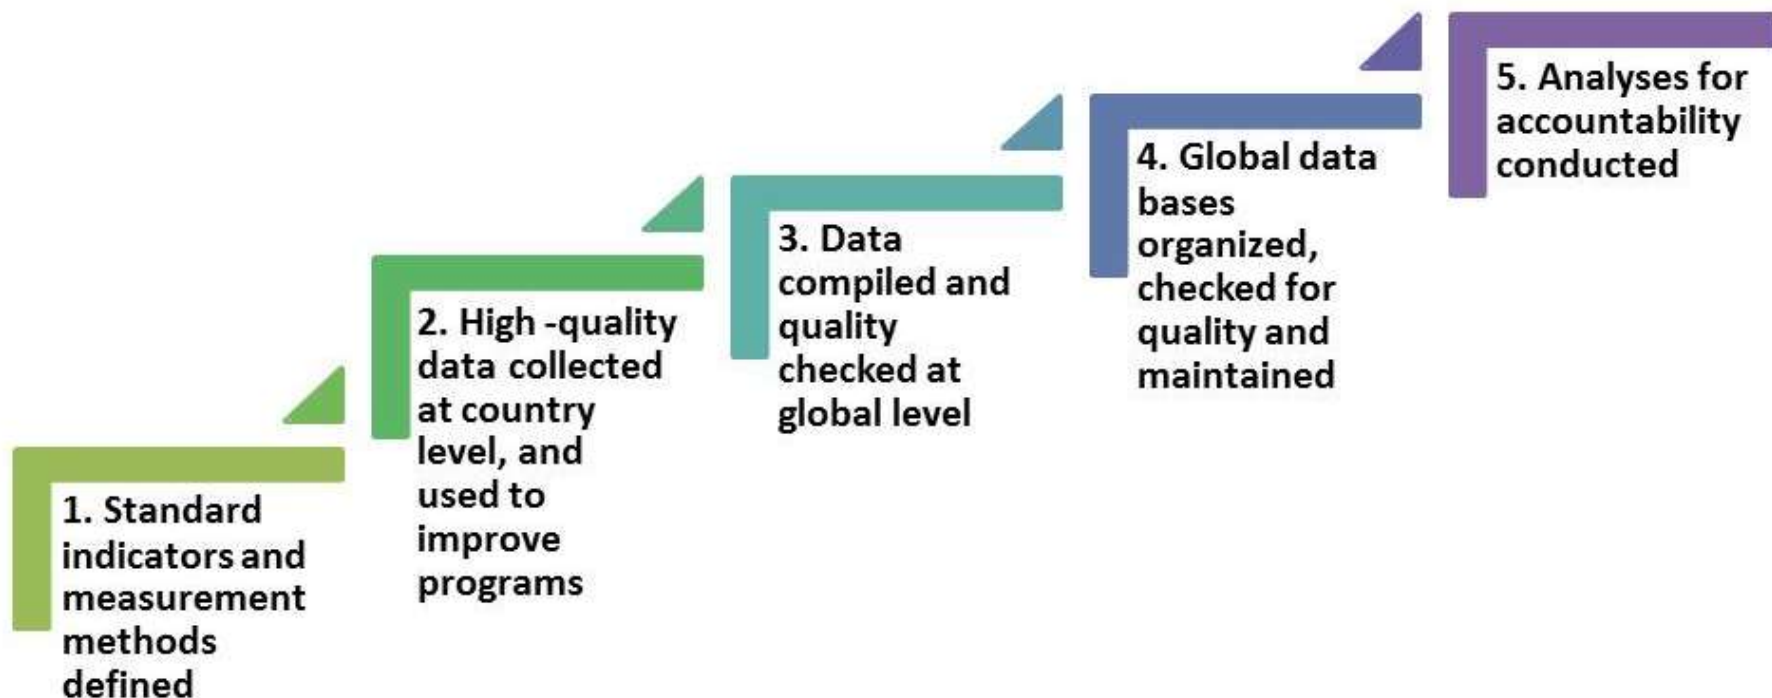 1. Standard
indicators and
measurement
methods
defined
2. High -quality
data collected
at country
level, and
used to
improve
programs
3. Data
compiled and
quality
checked at
global level
4. Global data
bases
organized,
checked for
quality and
maintained
5. Analyses for
accountability
conducted